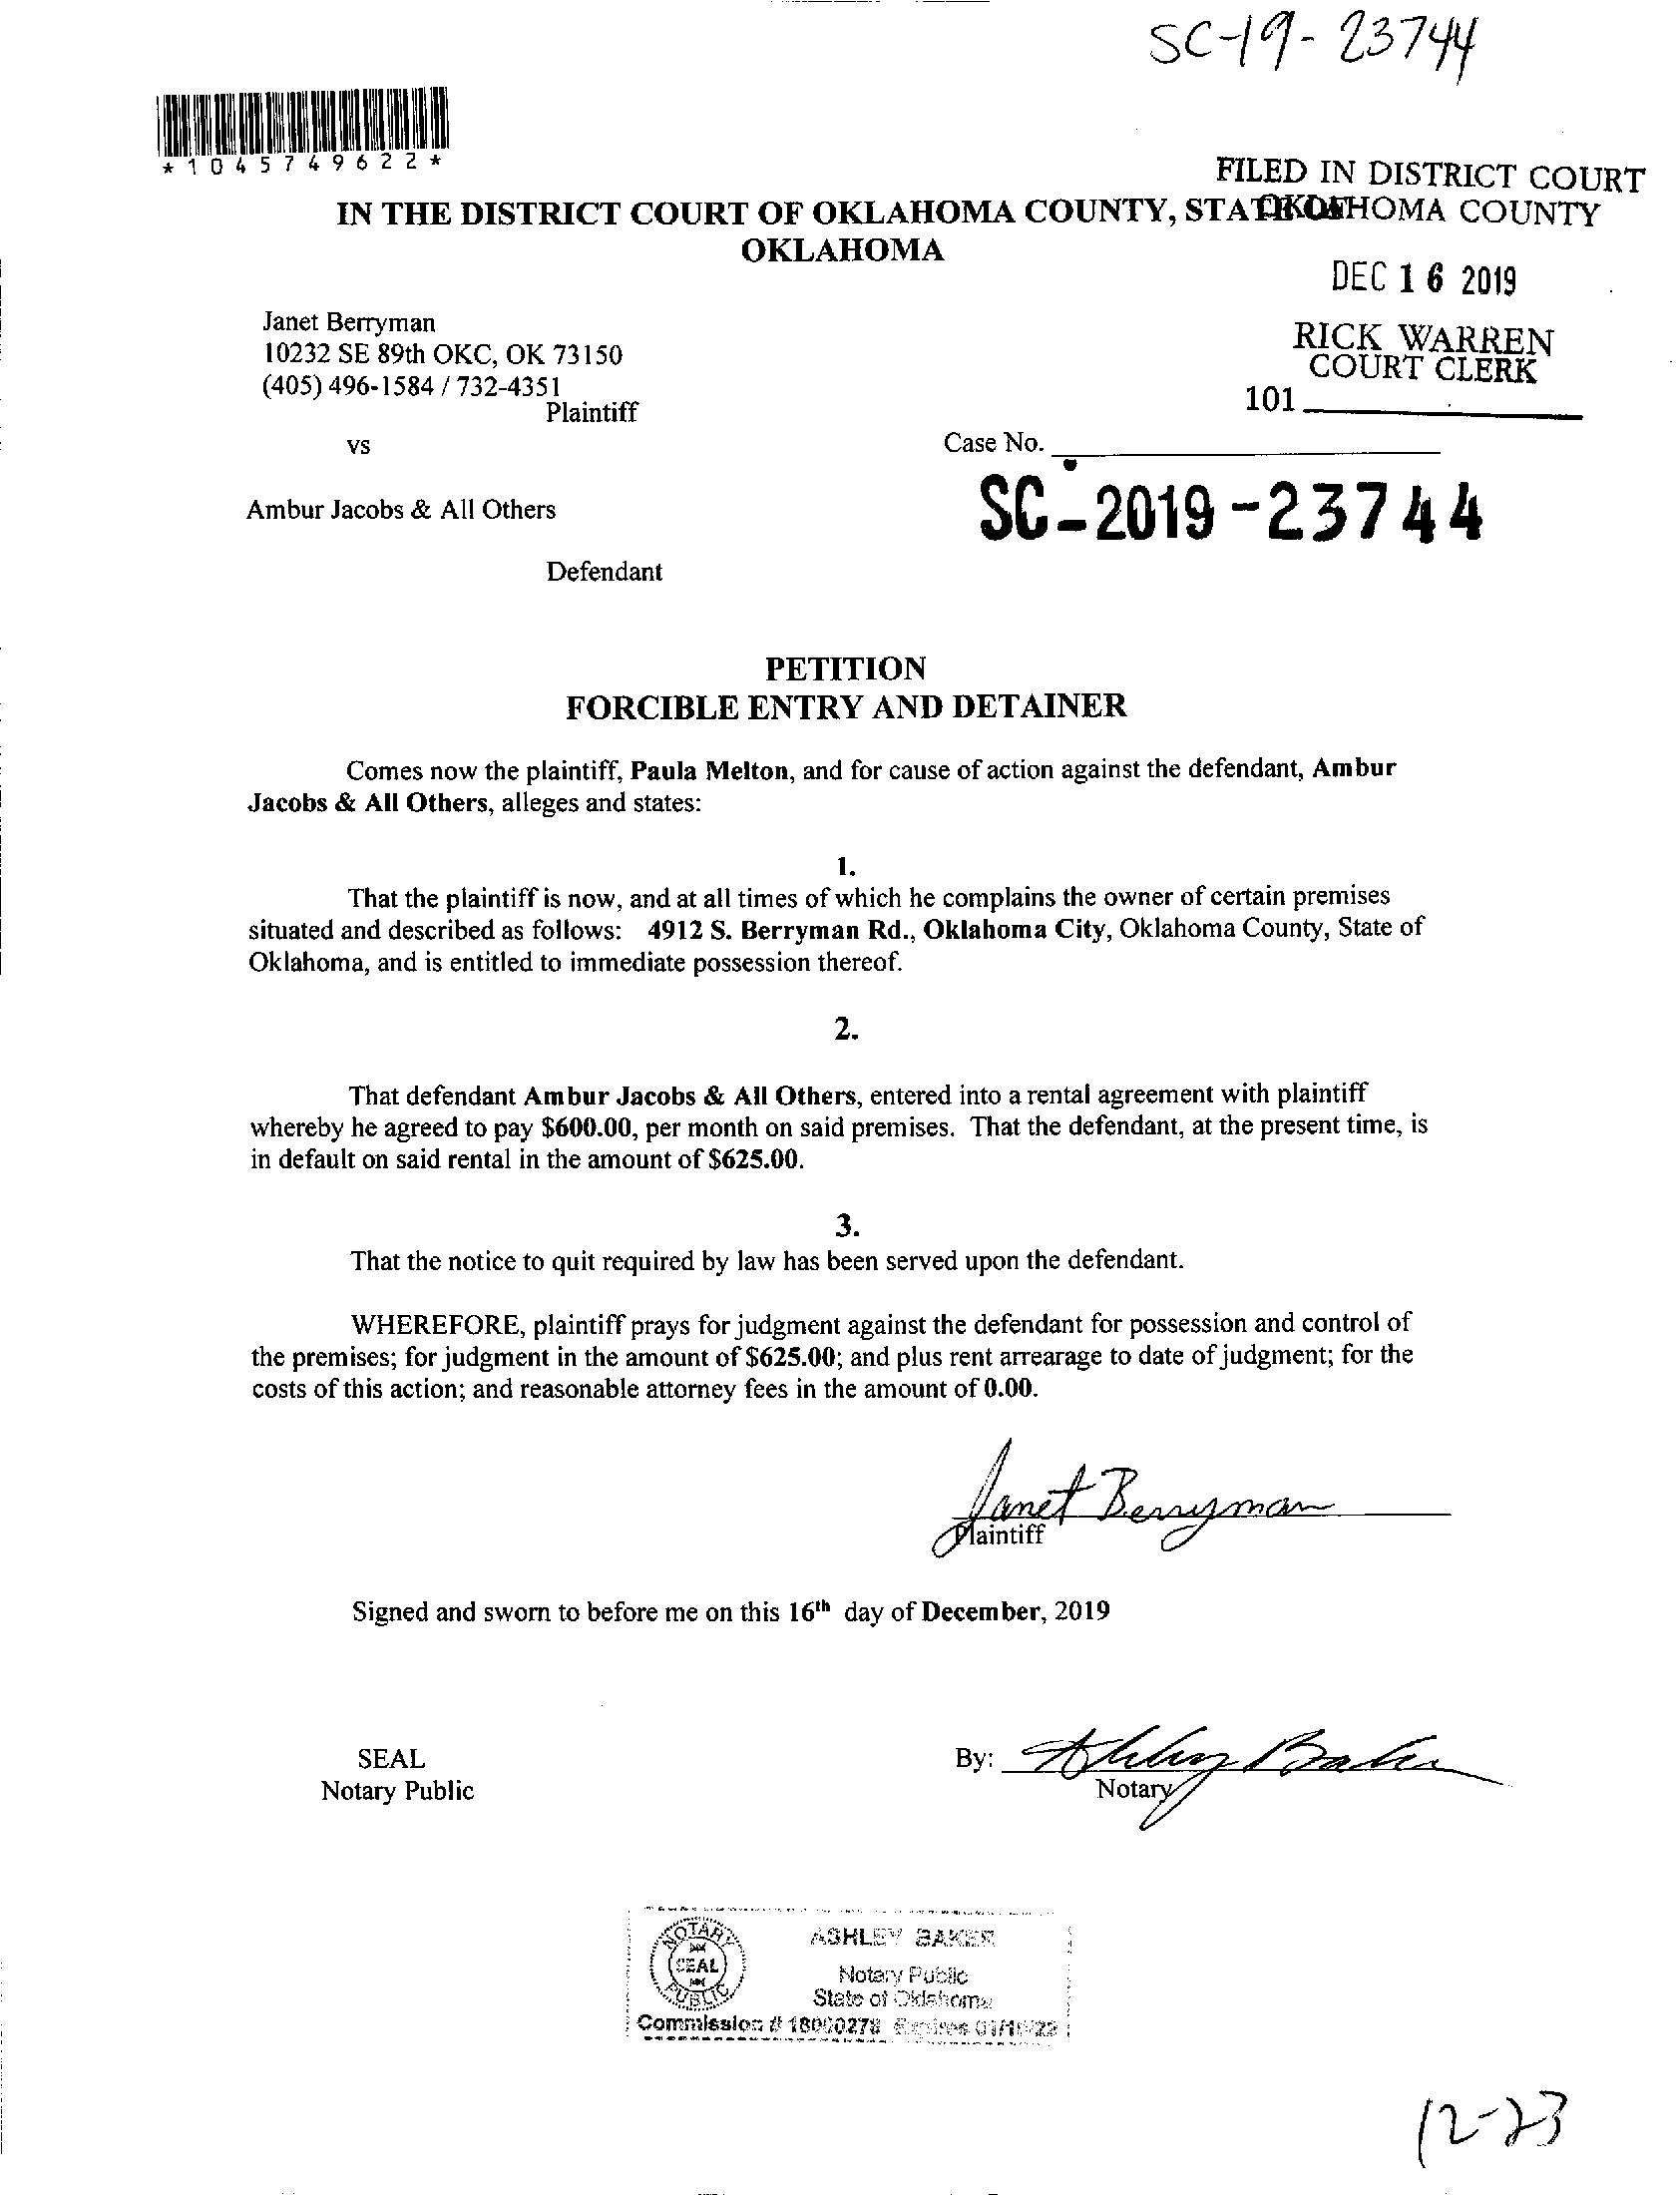 SC-19-23744
*1045749622*
FILED IN DISTRICT COURT
OKLAHOMA COUNTY
IN THE DISTRICT COURT OF OKLAHOMA COUNTY, STATE OF
OKLAHOMA
DEC 16 2019
Janet Berryman
10232 SE 89th OKC, OK 73150
(405) 496-1584 / 732-4351
Plaintiff
RICK WARREN
COURT CLERK
101
vs
Case No.
SC-2019-23744
Ambur Jacobs & All Others
Defendant
PETITION
FORCIBLE ENTRY AND DETAINER
Comes now the plaintiff, Paula Melton, and for cause of action against the defendant, Ambur
Jacobs & All Others, alleges and states:
1.
That the plaintiff is now, and at all times of which he complains the owner of certain premises
situated and described as follows: 4912 S. Berryman Rd., Oklahoma City, Oklahoma County, State of
Oklahoma, and is entitled to immediate possession thereof.
2.
That defendant Ambur Jacobs & All Others, entered into a rental agreement with plaintiff
whereby he agreed to pay $600.00, per month on said premises. That the defendant, at the present time, is
in default on said rental in the amount of $625.00.
3.
That the notice to quit required by law has been served upon the defendant.
WHEREFORE, plaintiff prays for judgment against the defendant for possession and control of
the premises; for judgment in the amount of $625.00; and plus rent arrearage to date of judgment; for the
costs of this action; and reasonable attorney fees in the amount of 0.00.
Janet Berryman
Plaintiff
Signed and sworn to before me on this 16th day of December, 2019
SEAL
Notary Public
By: Ashley Baker
Notary
NOTARY
SEAL
PUBLIC
ASHLEY BAKER
Notary Public
State of Oklahoma
Commission # 18000278 Expires
12-23